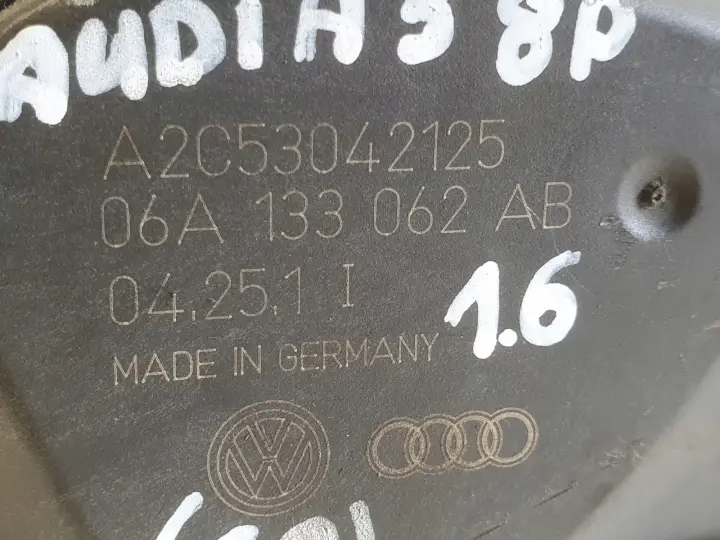 AUDI A3 8P
A2C53042125
06A 133 062 AB
04.25.1 I
1.6
MADE IN GERMANY